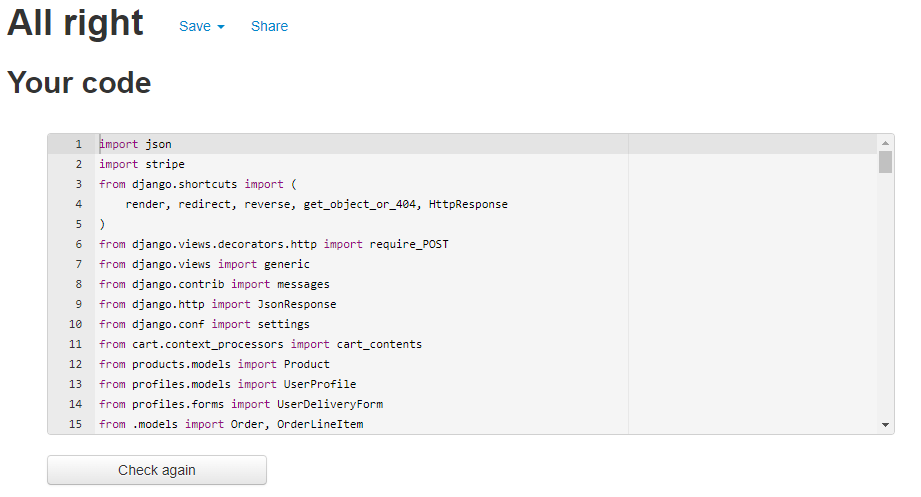 All right Save Share
Your code
1 import json
2 import stripe
3 from django.shortcuts import (
4     render, redirect, reverse, get_object_or_404, HttpResponse
5 )
6 from django.views.decorators.http import require_POST
7 from django.views import generic
8 from django.contrib import messages
9 from django.http import JsonResponse
10 from django.conf import settings
11 from cart.context_processors import cart_contents
12 from products.models import Product
13 from profiles.models import UserProfile
14 from profiles.forms import UserDeliveryForm
15 from .models import Order, OrderLineItem
Check again